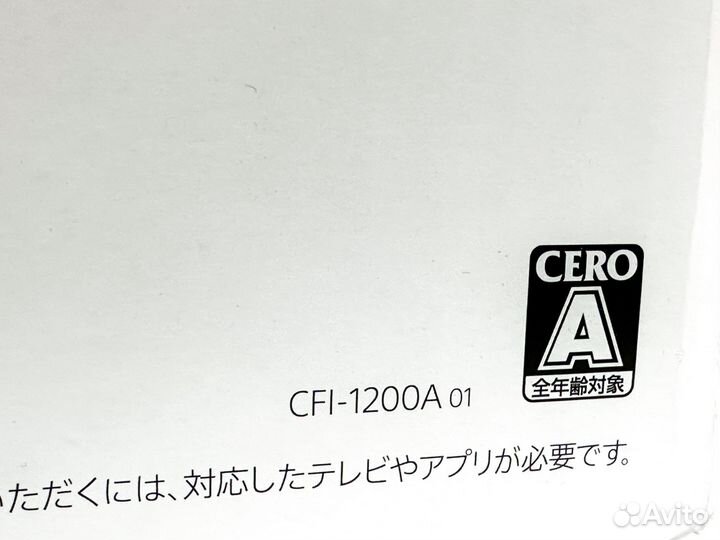 CERO
A
全年齢対象
CFI-1200A 01
いただくには、対応したテレビやアプリが必要です。
Avito